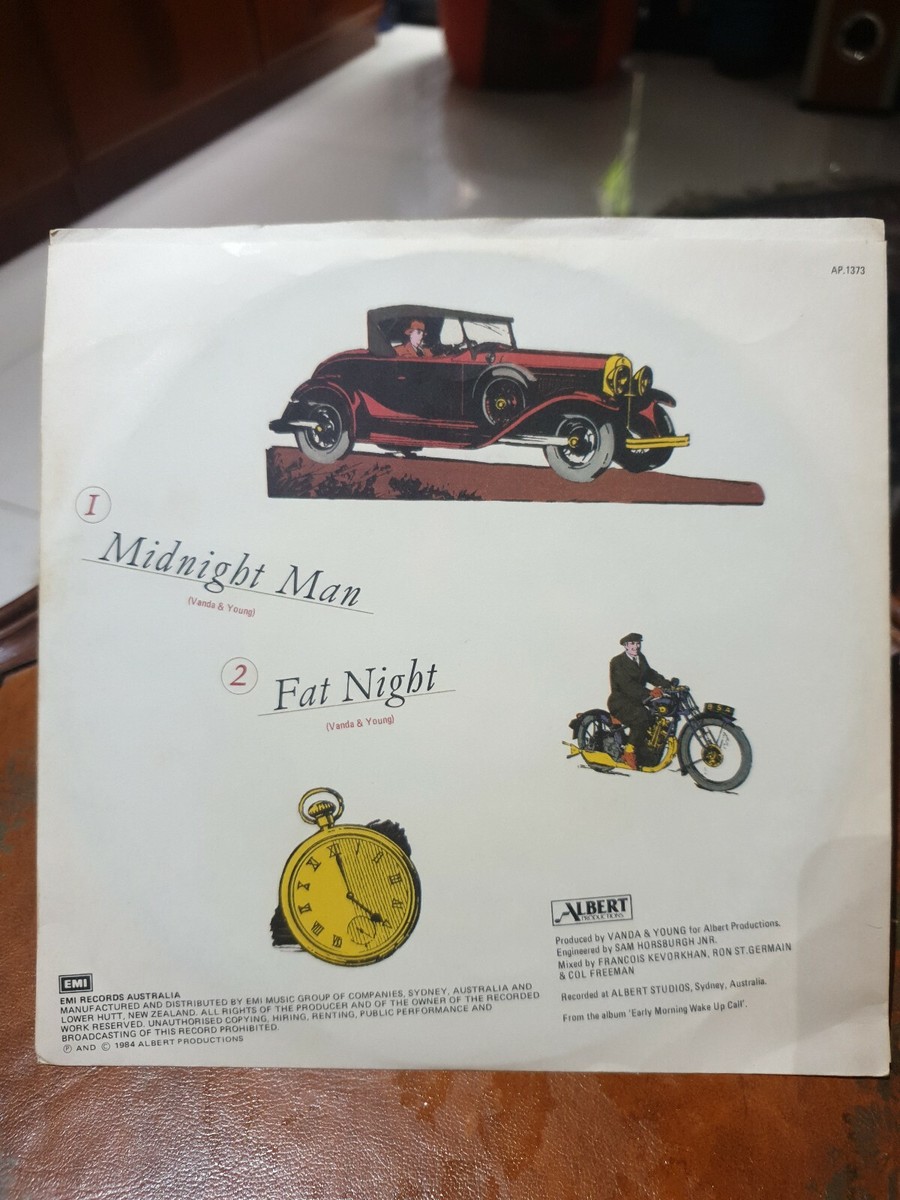 AP.1373
1
Midnight Man
(Vanda & Young)
2
Fat Night
(Vanda & Young)
ALBERT
PRODUCTIONS
Produced by VANDA & YOUNG for Albert Productions.
Engineered by SAM HORSBURGH JNR.
Mixed by FRANCOIS KEVORKHAN, RON ST.GERMAIN
& COL FREEMAN
Recorded at ALBERT STUDIOS, Sydney, Australia.
From the album 'Early Morning Wake Up Call'.
EMI
EMI RECORDS AUSTRALIA
MANUFACTURED AND DISTRIBUTED BY EMI MUSIC GROUP OF COMPANIES, SYDNEY, AUSTRALIA AND
LOWER HUTT, NEW ZEALAND. ALL RIGHTS OF THE PRODUCER AND OF THE OWNER OF THE RECORDED
WORK RESERVED. UNAUTHORISED COPYING, HIRING, RENTING, PUBLIC PERFORMANCE AND
BROADCASTING OF THIS RECORD PROHIBITED.
Ⓟ AND © 1984 ALBERT PRODUCTIONS